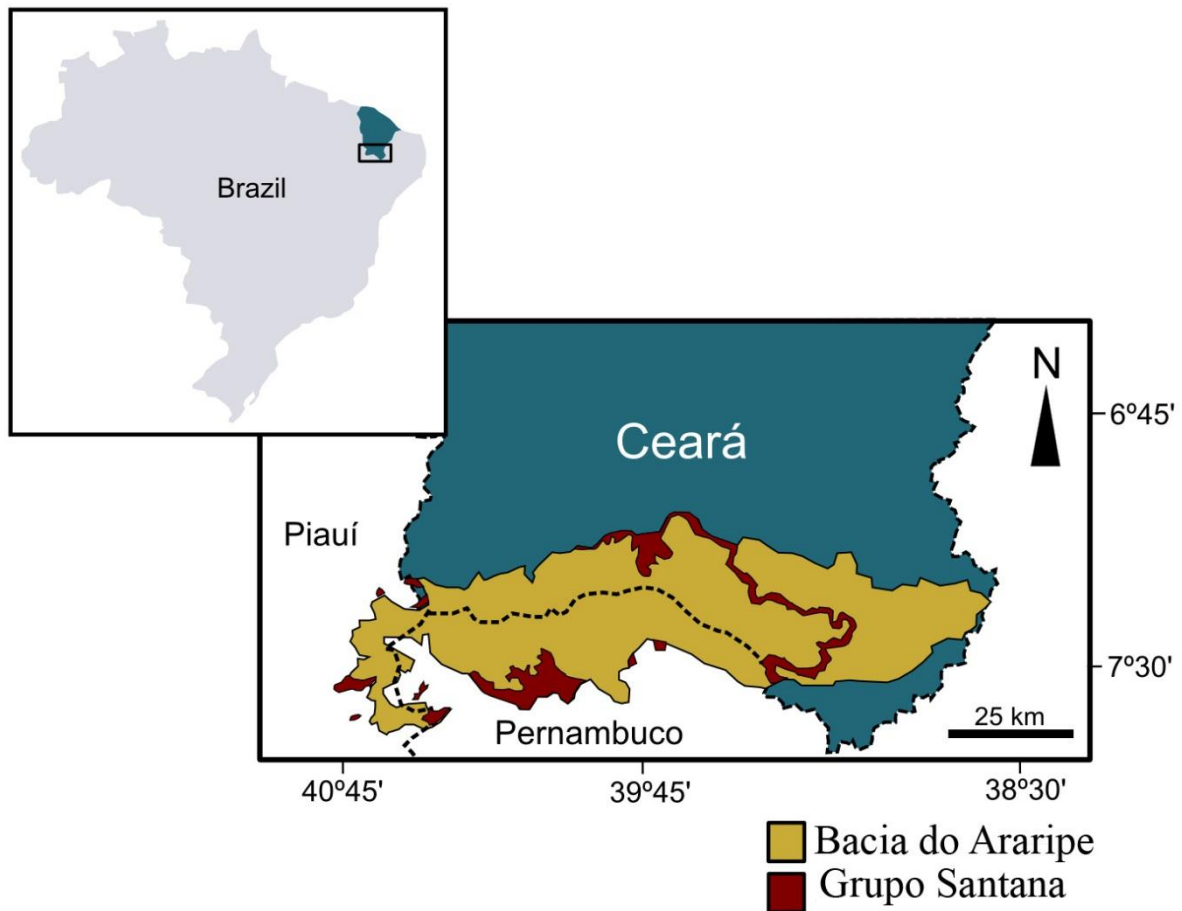 Brazil
N
6º45'
Ceará
Piauí
7º30'
25 km
Pernambuco
40º45'
39º45'
38º30'
Bacia do Araripe
Grupo Santana